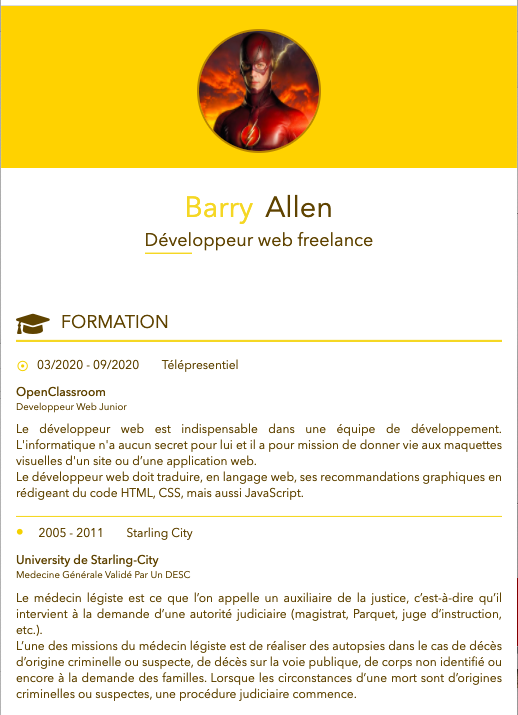 Barry Allen
Développeur web freelance
FORMATION
03/2020 - 09/2020 Télépresentiel
OpenClassroom
Developpeur Web Junior
Le développeur web est indispensable dans une équipe de développement.
L'informatique n'a aucun secret pour lui et il a pour mission de donner vie aux maquettes
visuelles d'un site ou d’une application web.
Le développeur web doit traduire, en langage web, ses recommandations graphiques en
rédigeant du code HTML, CSS, mais aussi JavaScript.
2005 - 2011 Starling City
University de Starling-City
Medecine Générale Validé Par Un DESC
Le médecin légiste est ce que l’on appelle un auxiliaire de la justice, c’est-à-dire qu’il
intervient à la demande d’une autorité judiciaire (magistrat, Parquet, juge d’instruction,
etc.).
L’une des missions du médecin légiste est de réaliser des autopsies dans le cas de décès
d’origine criminelle ou suspecte, de décès sur la voie publique, de corps non identifié ou
encore à la demande des familles. Lorsque les circonstances d’une mort sont d’origines
criminelles ou suspectes, une procédure judiciaire commence.